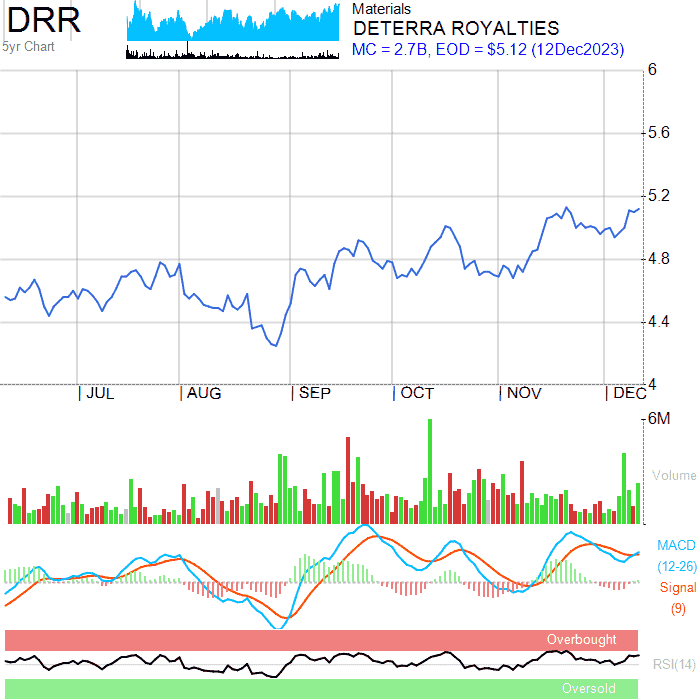 DRR
5yr Chart
Materials
DETERRA ROYALTIES
MC = 2.7B, EOD = $5.12 (12Dec2023)
6
5.6
5.2
4.8
4.4
4
JUL
AUG
SEP
OCT
NOV
DEC
6M
Volume
MACD
(12-26)
Signal
(9)
Overbought
RSI(14)
Oversold